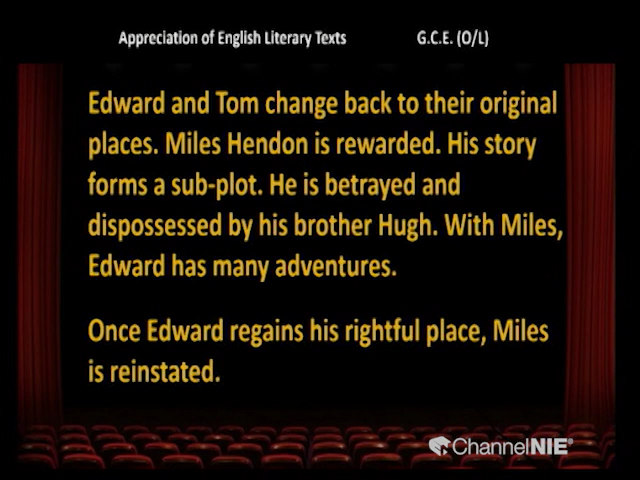 Appreciation of English Literary Texts G.C.E. (O/L)
Edward and Tom change back to their original
places. Miles Hendon is rewarded. His story
forms a sub-plot. He is betrayed and
dispossessed by his brother Hugh. With Miles,
Edward has many adventures.
Once Edward regains his rightful place, Miles
is reinstated.
ChannelNIE